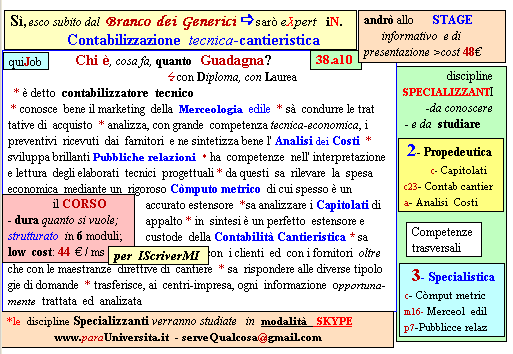 Sì, esco subito dal Branco dei Generici ⇨ sarò eXpert iN.
Contabilizzazione tecnica-cantieristica
andrò allo STAGE
informativo e di
presentazione >cost 48€
quiJob
Chi è, cosa fa, quanto Guadagna?
38.a10
con Diploma, con Laurea
* è detto contabilizzatore tecnico
* conosce bene il marketing della Merceologia edile * sà condurre le trat
tative di acquisto * analizza, con grande competenza tecnica-economica, i
preventivi ricevuti dai farnitori e ne sintetizza bene l' Analisi dei Costi *
sviluppa brillanti Pubbliche relazioni • ha competenze nell'interpretazione
e lettura degli elaborati tecnici progettuali * da questi sa rilevare la spesa
economica mediante un rigoroso Còmputo metrico di cui spesso è un
accurato estensore *sa analizzare i Capitolati di
appalto * in sintesi è un perfetto estensore e
custode della Contabilità Cantieristica * sa
con i clienti ed con i fornitori oltre
che con le maestranze direttive di cantiere * sa rispondere alle diverse tipolo
gie di domande * trasferisce, ai centri-impresa, ogni informazione opportuna-
mente trattata ed analizzata
il CORSO
- dura quanto si vuole;
strutturato in 6 moduli;
low cost: 44 € / ms
per IScriverMI
discipline
SPECIALIZZANTI
-da conoscere
- e da studiare
2- Propedeutica
c- Capitolati
c23- Contab cantier
a- Analisi Costi
Competenze
trasversali
3- Specialistica
c- Còmput metric
m16- Merceol edil
p7-Pubblicce relaz
*le discipline Specializzanti verranno studiate in modalità SKYPE
www.paraUniversita.it - serveQualcosa@gmail.com